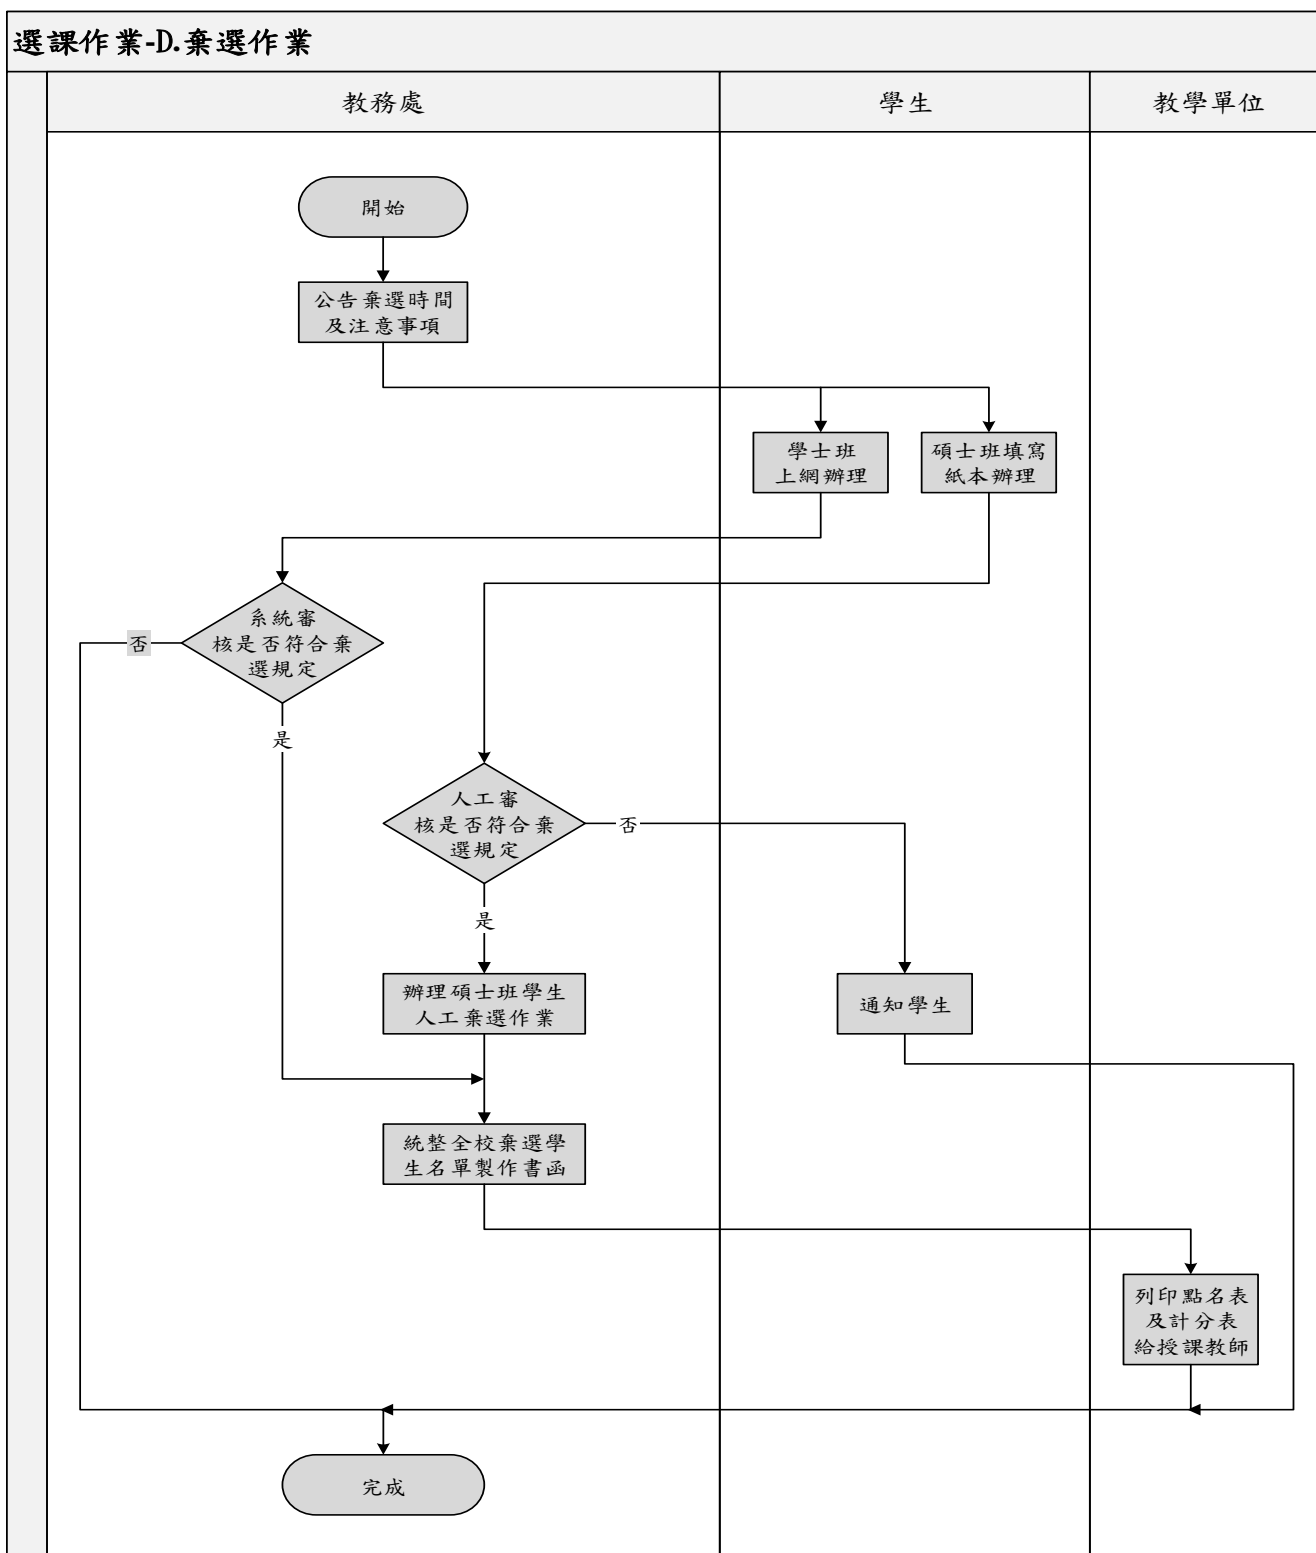 選課作業-D.棄選作業
教務處
學生
教學單位
開始
公告棄選時間
及注意事項
學士班
上網辦理
碩士班填寫
紙本辦理
系統審
核是否符合棄
選規定
否
是
人工審
核是否符合棄
選規定
否
是
辦理碩士班學生
人工棄選作業
通知學生
統整全校棄選學
生名單製作書函
列印點名表
及計分表
給授課教師
完成